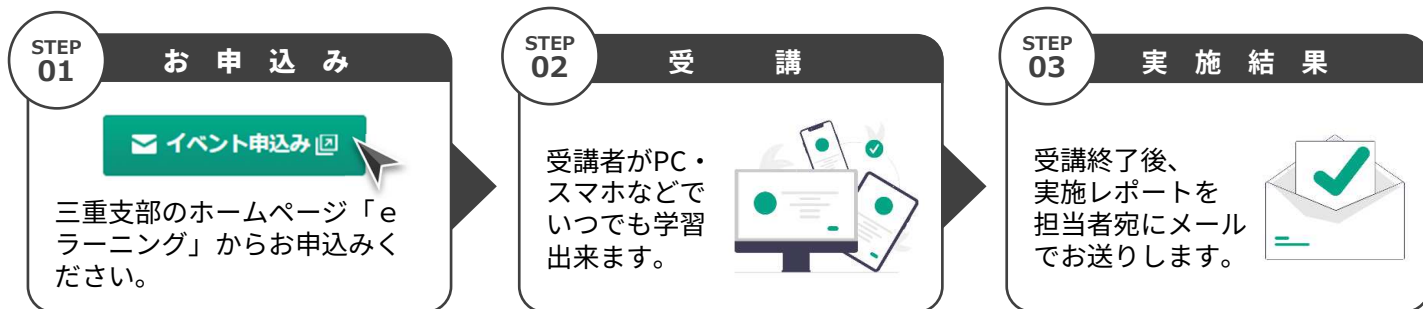 STEP
01
お申込み
イベント申込み
三重支部のホームページ「ｅ
ラーニング」からお申込みく
ださい。
STEP
02
受講
受講者がPC・
スマホなどで
いつでも学習
出来ます。
STEP
03
実施結果
受講終了後、
実施レポートを
担当者宛にメール
でお送りします。